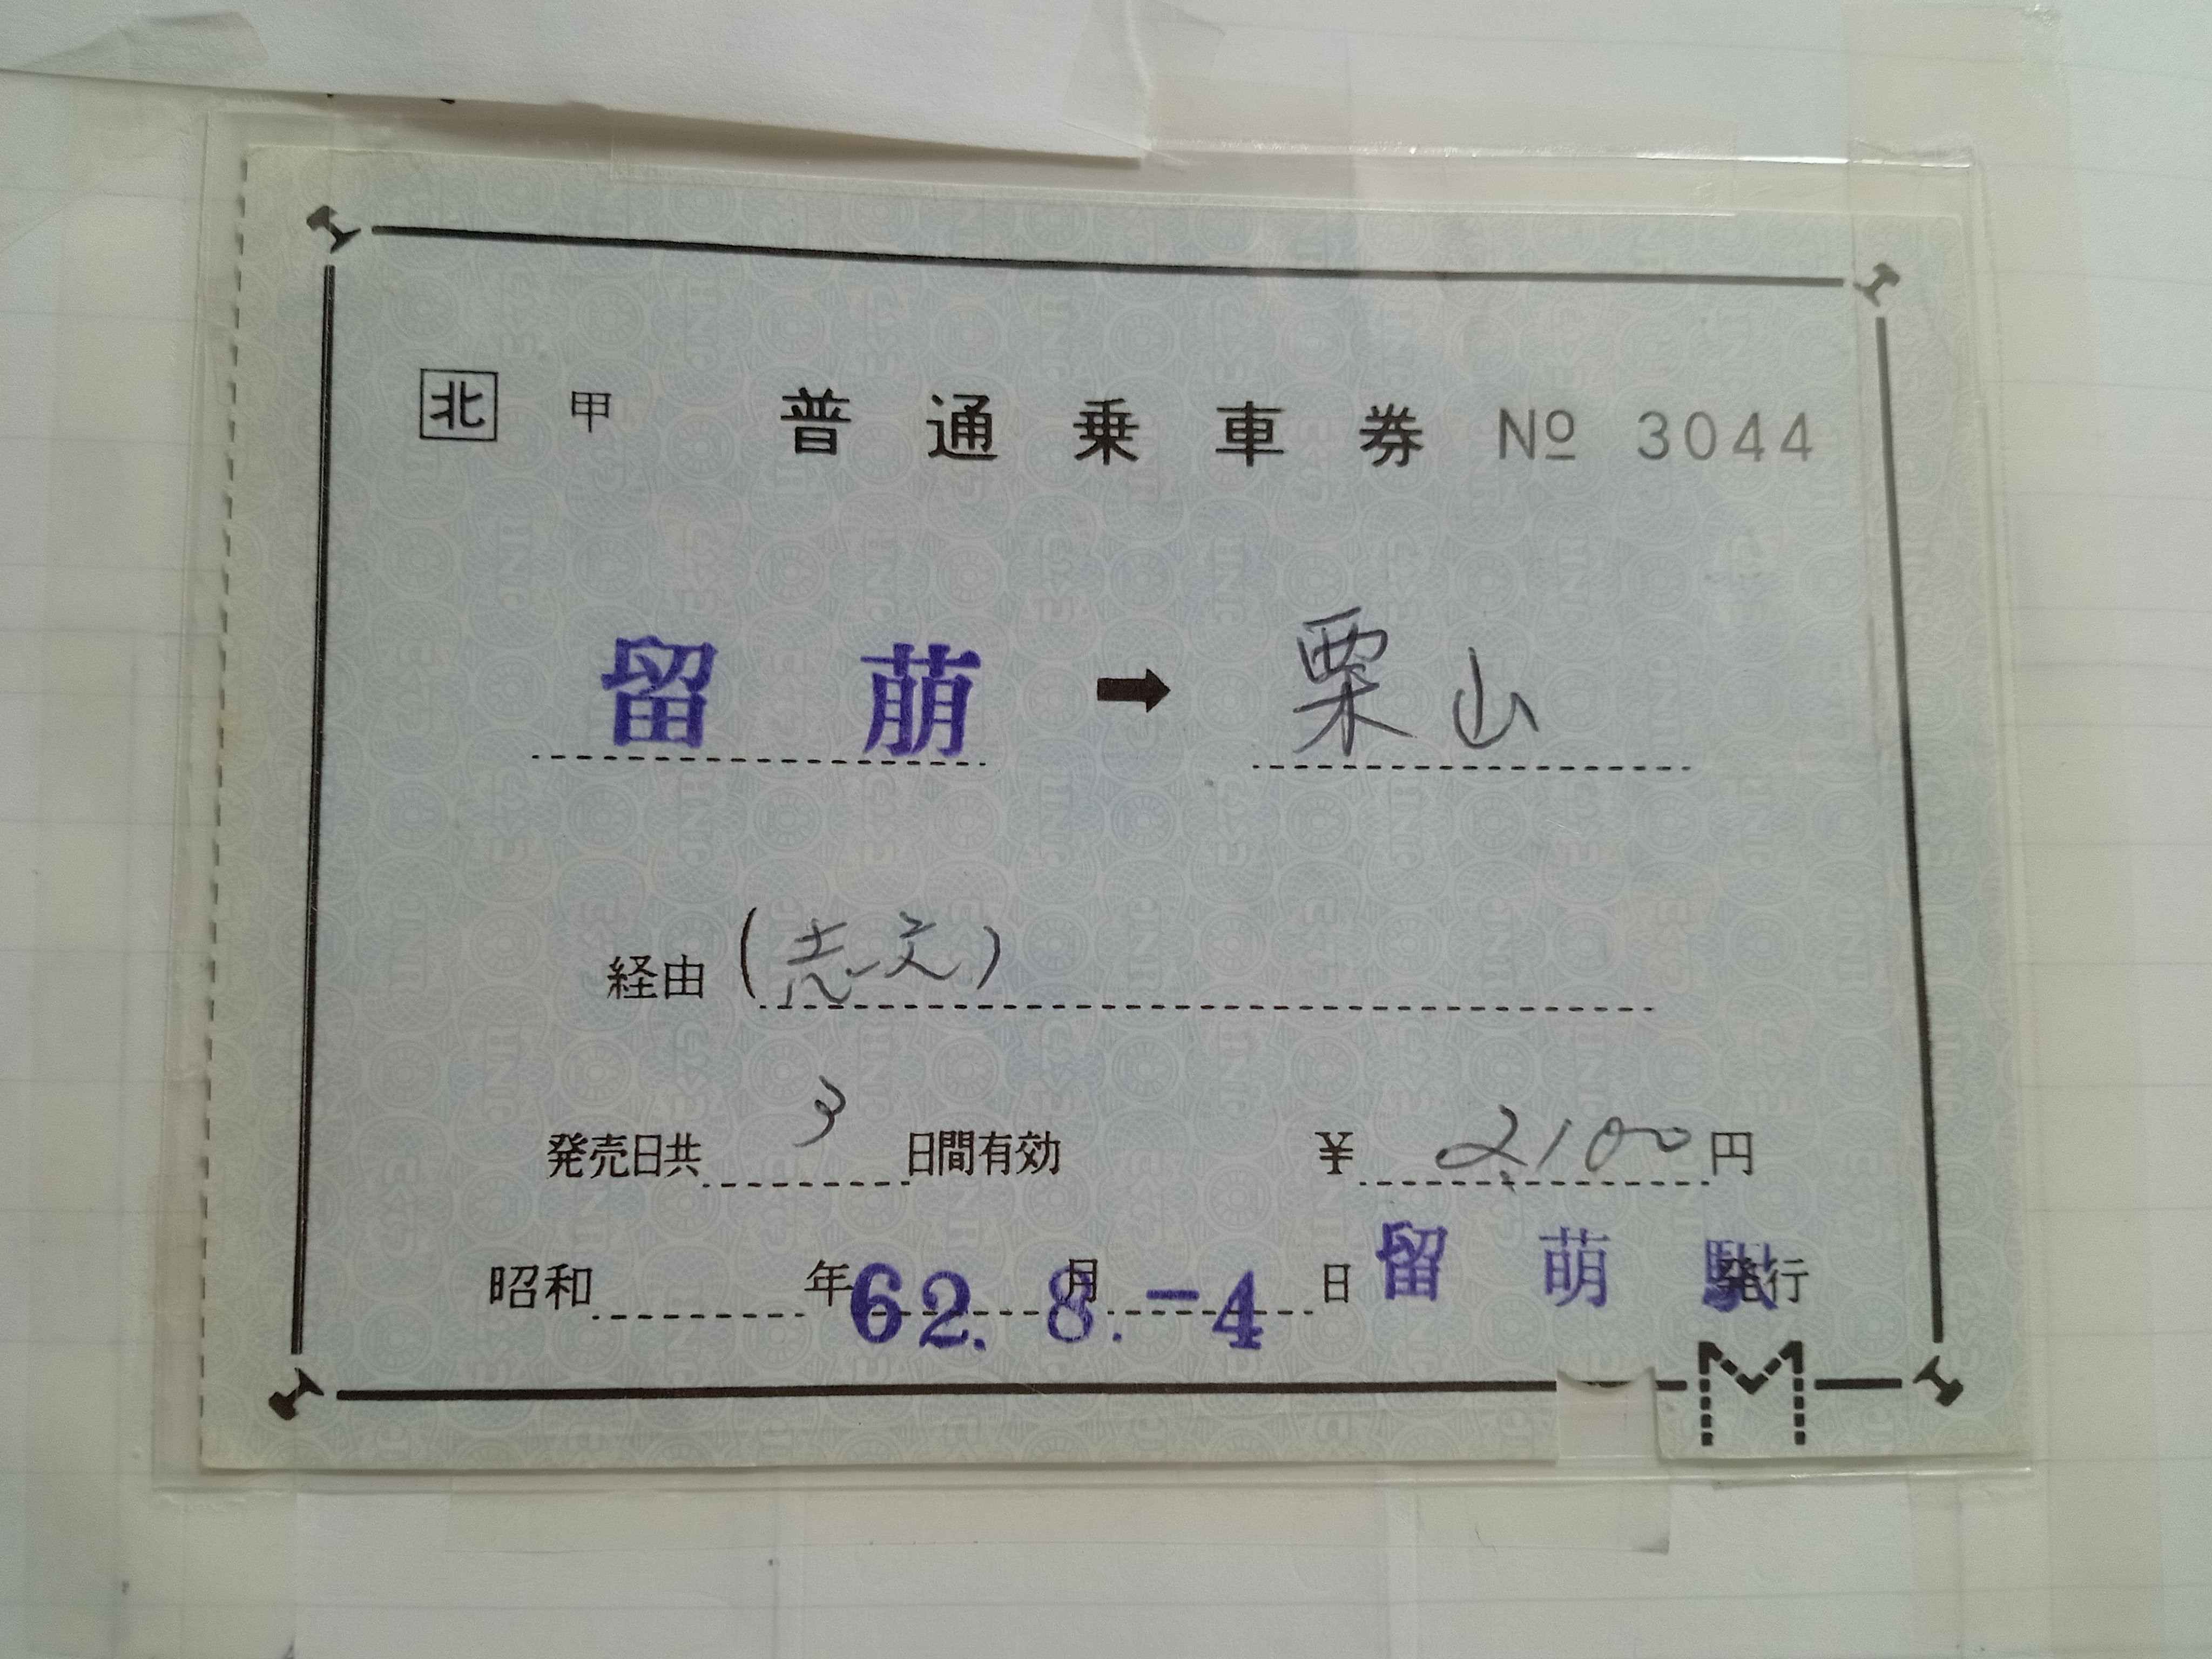 北 甲 普通乗車券 № 3044
留萠 ➡ 栗山
経由 (志文)
発売日共 3 日間有効 ¥ 2,100 円
昭和 年 月 日 62. 8. -4 留萠駅 発行
M